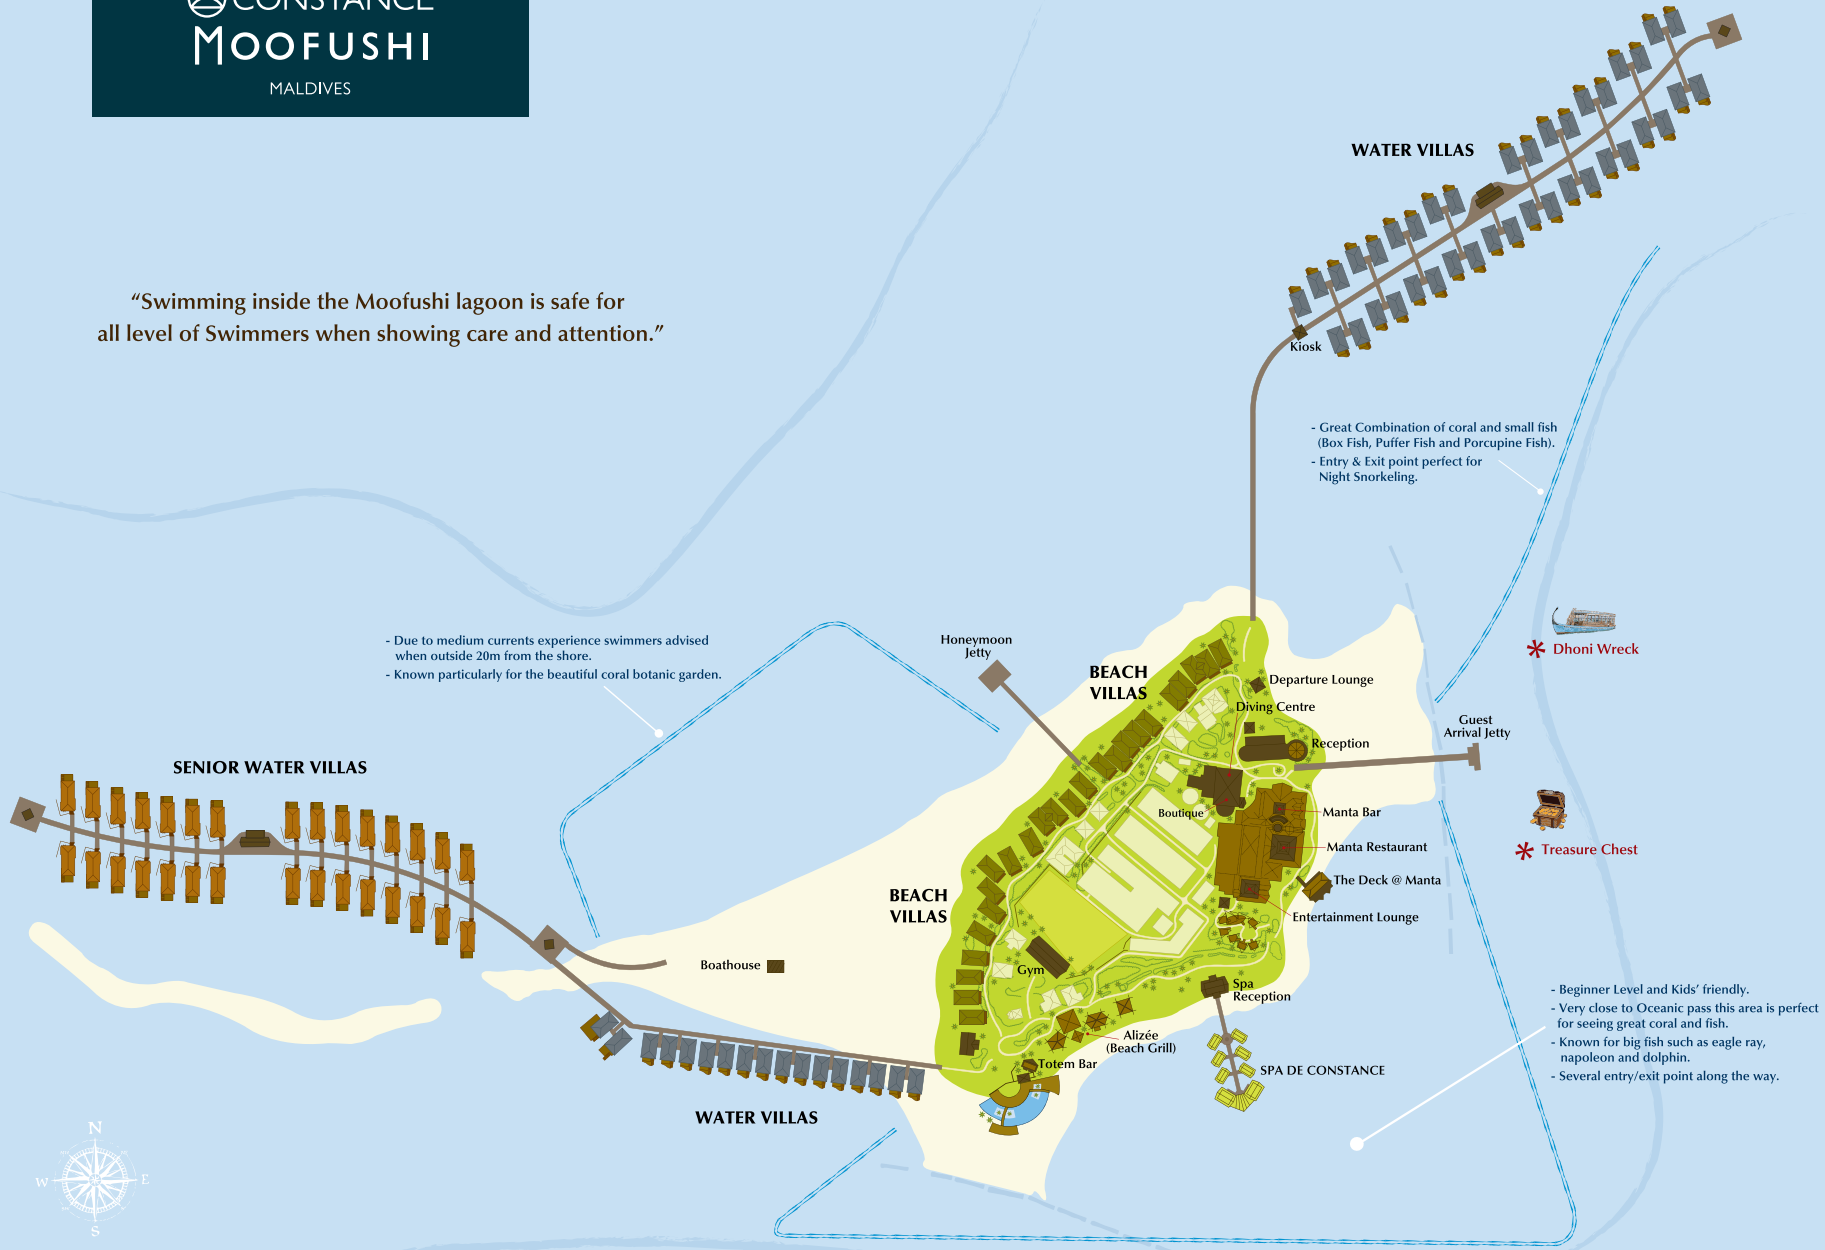 CONSTANCE
MOOFUSHI
MALDIVES
WATER VILLAS
“Swimming inside the Moofushi lagoon is safe for
all level of Swimmers when showing care and attention.”
Kiosk
- Great Combination of coral and small fish
(Box Fish, Puffer Fish and Porcupine Fish).
- Entry & Exit point perfect for
Night Snorkeling.
- Due to medium currents experience swimmers advised
when outside 20m from the shore.
- Known particularly for the beautiful coral botanic garden.
Honeymoon
Jetty
BEACH
VILLAS
Departure Lounge
Diving Centre
Reception
Guest
Arrival Jetty
Dhoni Wreck
SENIOR WATER VILLAS
Boutique
Manta Bar
Manta Restaurant
Treasure Chest
The Deck @ Manta
Entertainment Lounge
BEACH
VILLAS
Boathouse
Gym
Spa
Reception
Alizée
(Beach Grill)
Totem Bar
SPA DE CONSTANCE
- Beginner Level and Kids’ friendly.
- Very close to Oceanic pass this area is perfect
for seeing great coral and fish.
- Known for big fish such as eagle ray,
napoleon and dolphin.
- Several entry/exit point along the way.
WATER VILLAS
N
W
E
S